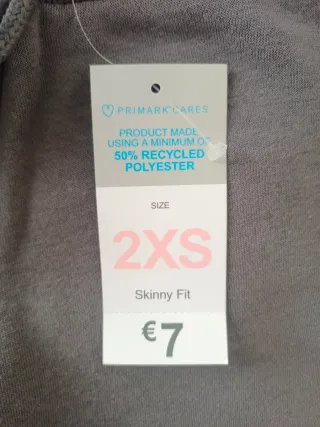 PRIMARK CARES
PRODUCT MADE
USING A MINIMUM OF
50% RECYCLED
POLYESTER
SIZE
2XS
Skinny Fit
€7